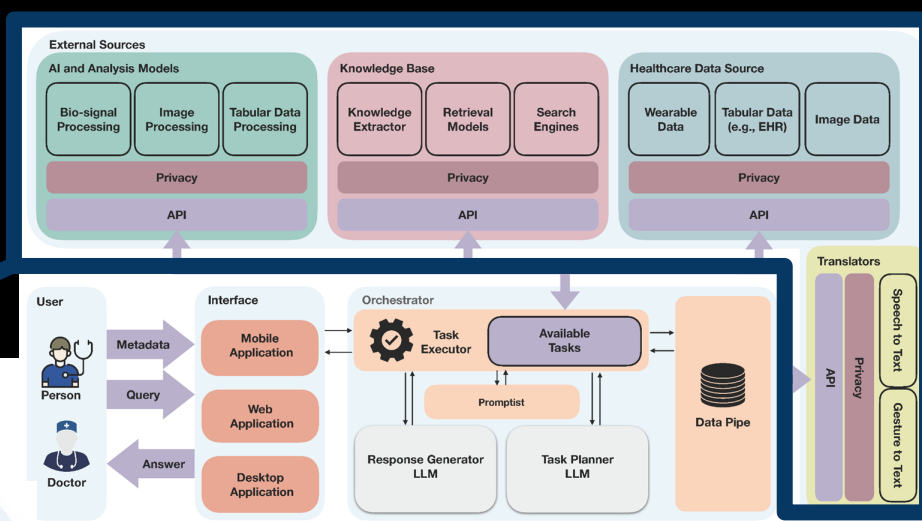 External Sources
AI and Analysis Models
Bio-signal
Processing
Image
Processing
Tabular Data
Processing
Privacy
API
Knowledge Base
Knowledge
Extractor
Retrieval
Models
Search
Engines
Privacy
API
Healthcare Data Source
Wearable
Data
Tabular Data
(e.g., EHR)
Image Data
Privacy
API
User
Person
Doctor
Metadata
Query
Answer
Interface
Mobile
Application
Web
Application
Desktop
Application
Orchestrator
Task
Executor
Available
Tasks
Promptist
Response Generator
LLM
Task Planner
LLM
Data Pipe
Translators
API
Privacy
Speech to Text
Gesture to Text